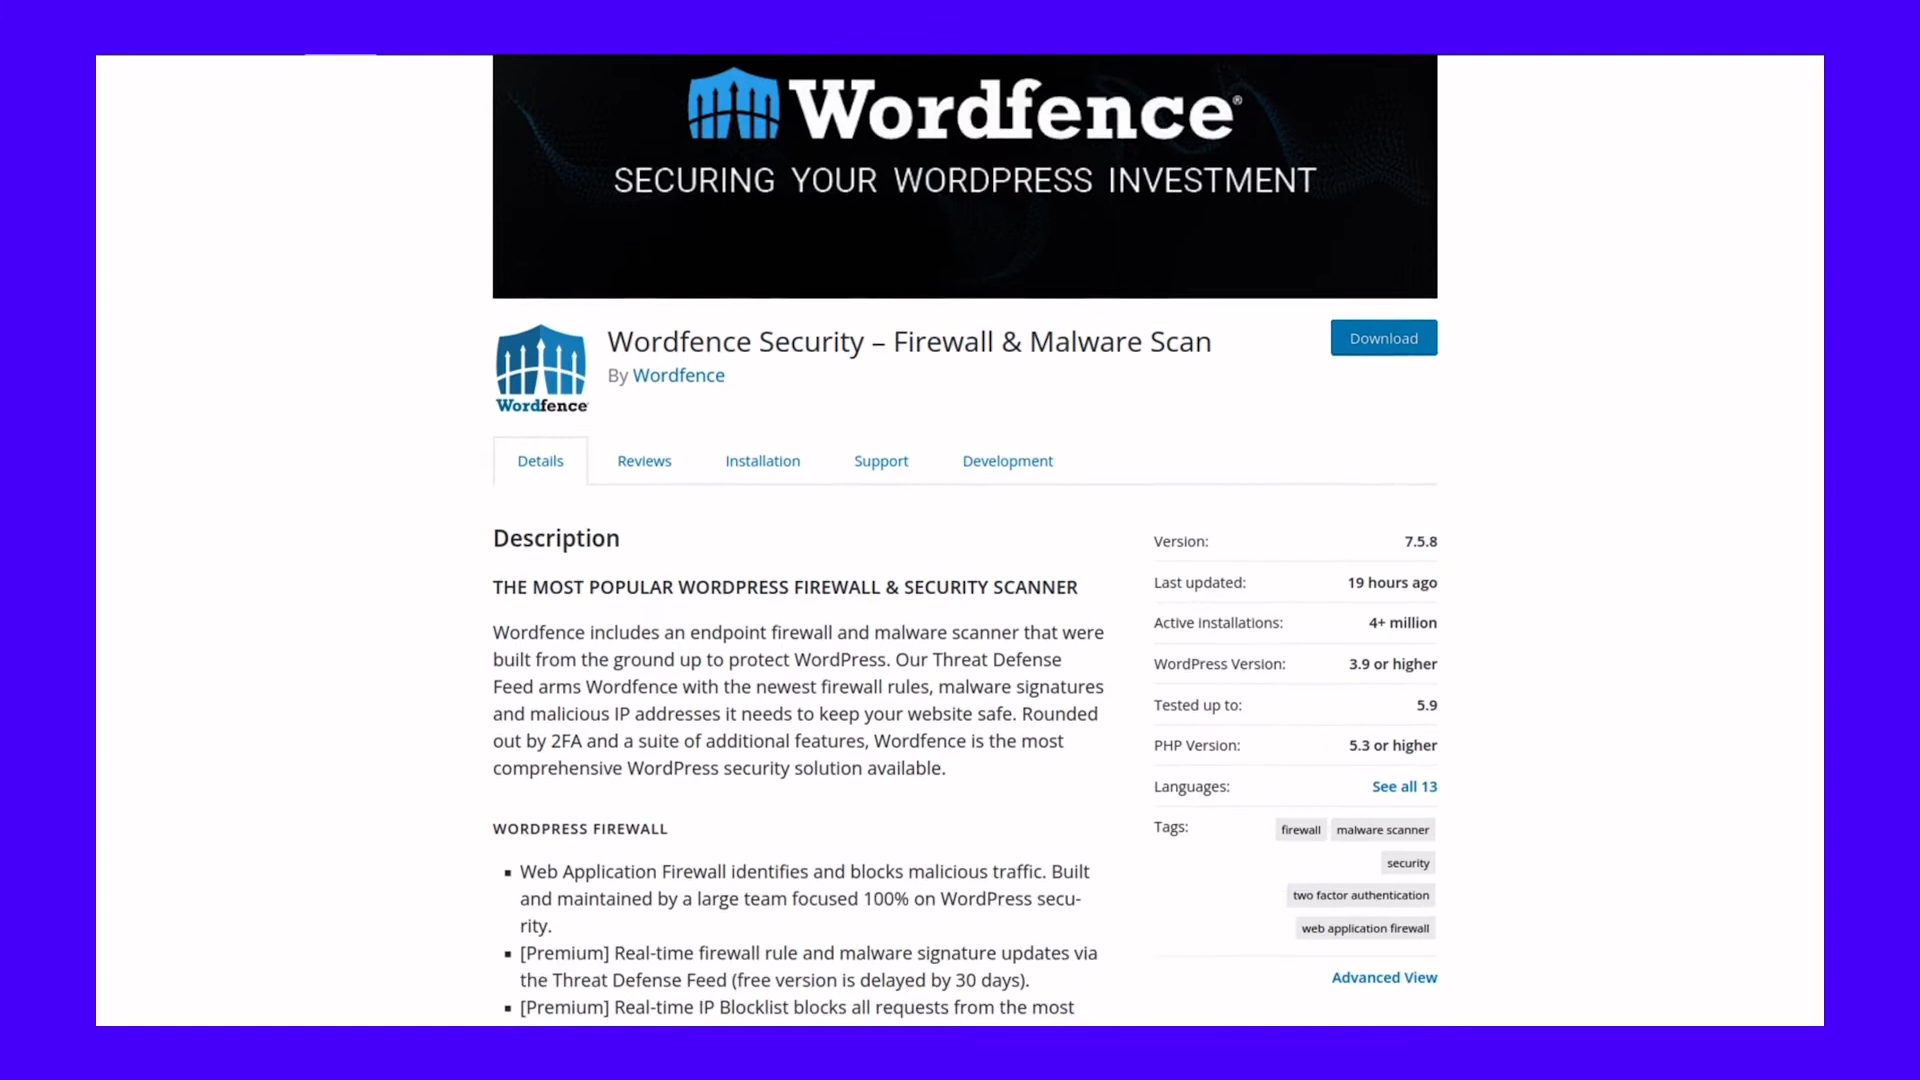 Wordfence®
SECURING YOUR WORDPRESS INVESTMENT
Wordfence
Wordfence Security – Firewall & Malware Scan
By Wordfence
Download
Details
Reviews
Installation
Support
Development
Description
THE MOST POPULAR WORDPRESS FIREWALL & SECURITY SCANNER
Wordfence includes an endpoint firewall and malware scanner that were
built from the ground up to protect WordPress. Our Threat Defense
Feed arms Wordfence with the newest firewall rules, malware signatures
and malicious IP addresses it needs to keep your website safe. Rounded
out by 2FA and a suite of additional features, Wordfence is the most
comprehensive WordPress security solution available.
WORDPRESS FIREWALL
▪ Web Application Firewall identifies and blocks malicious traffic. Built
and maintained by a large team focused 100% on WordPress secu-
rity.
▪ [Premium] Real-time firewall rule and malware signature updates via
the Threat Defense Feed (free version is delayed by 30 days).
▪ [Premium] Real-time IP Blocklist blocks all requests from the most
Version: 7.5.8
Last updated: 19 hours ago
Active installations: 4+ million
WordPress Version: 3.9 or higher
Tested up to: 5.9
PHP Version: 5.3 or higher
Languages: See all 13
Tags: firewall malware scanner
security
two factor authentication
web application firewall
Advanced View